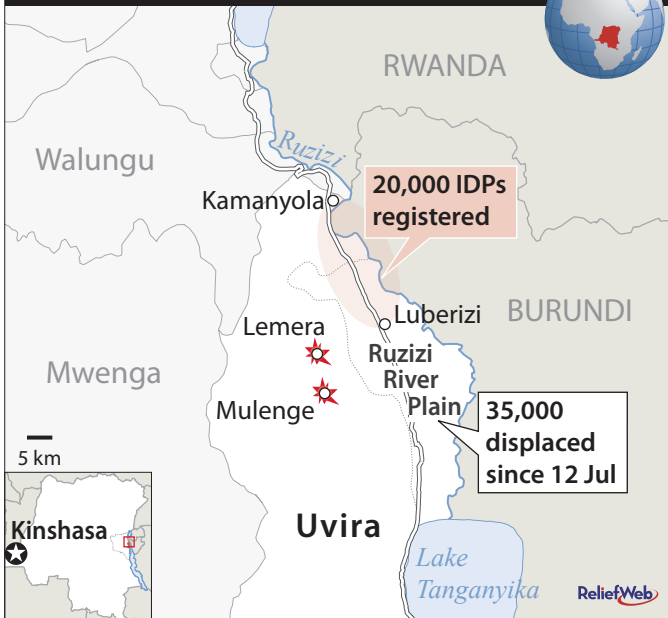 RWANDA
Ruzizi
Walungu
20,000 IDPs
registered
Kamanyola
Luberizi
BURUNDI
Lemera
Ruzizi
River
Plain
Mwenga
Mulenge
35,000
displaced
since 12 Jul
5 km
Kinshasa
Uvira
Lake
Tanganyika
ReliefWeb